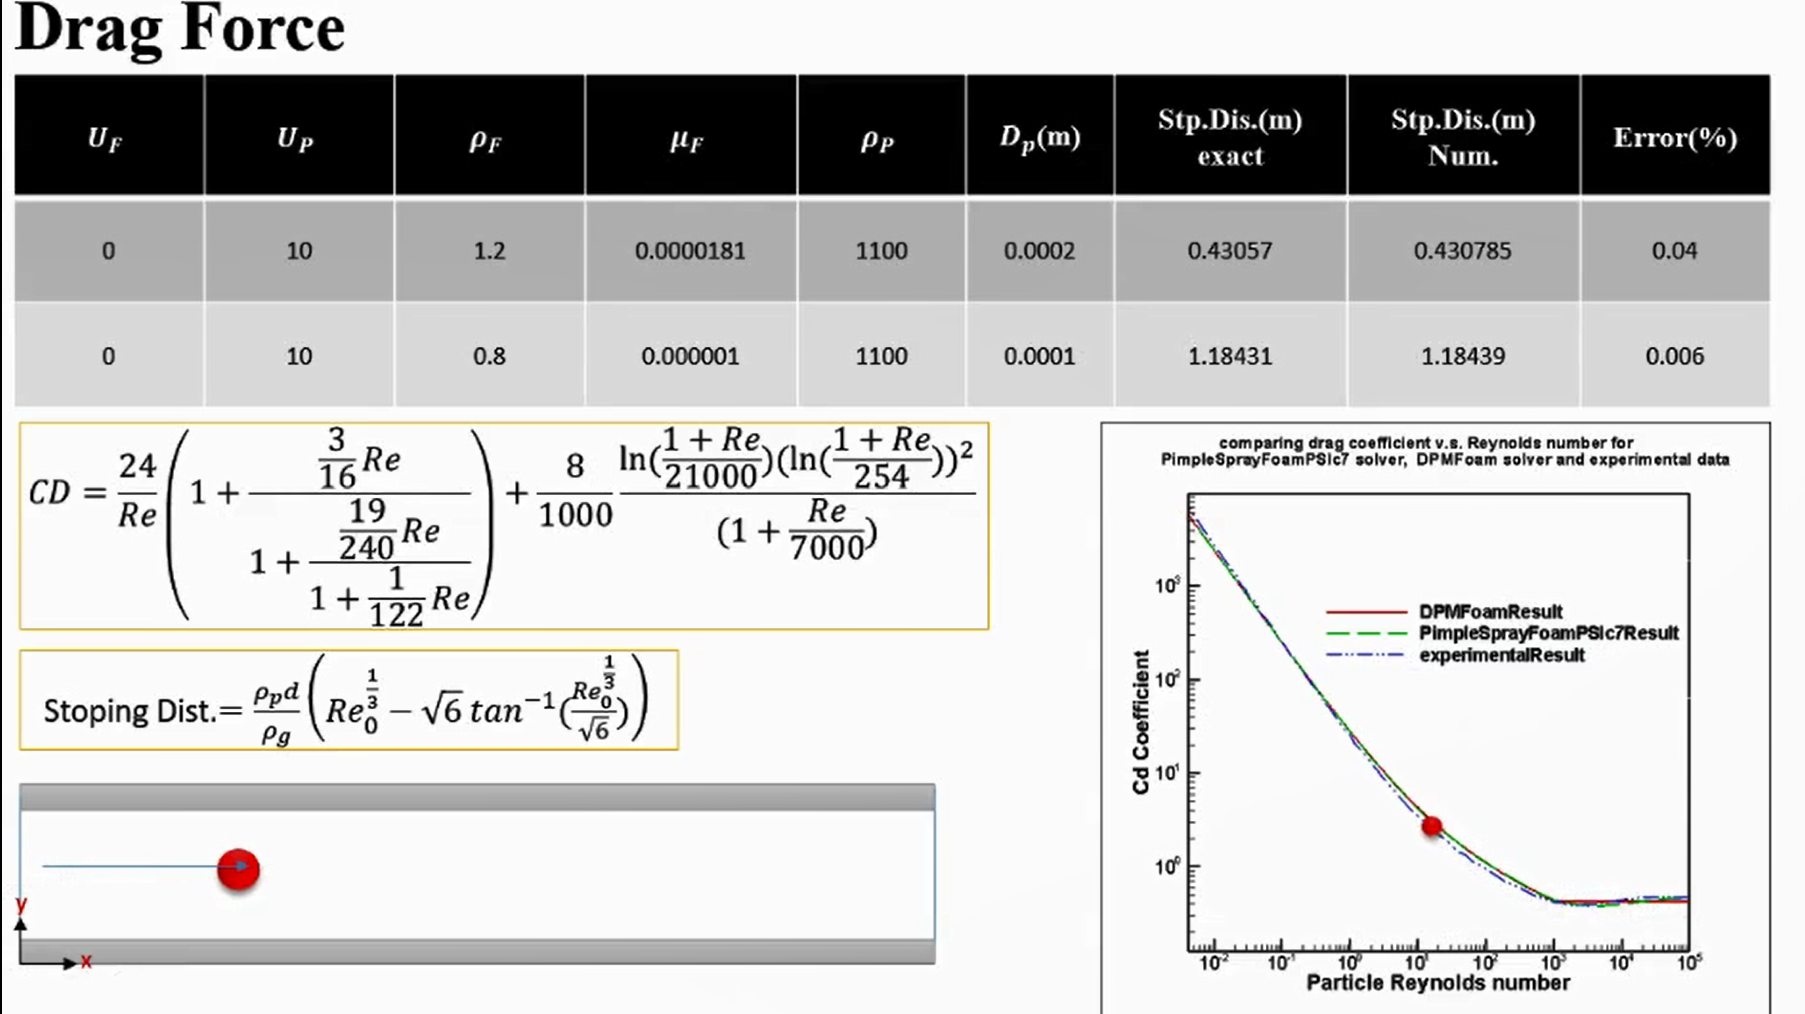 Drag Force
U_F U_P ρ_F μ_F ρ_P D_p(m) Stp.Dis.(m) exact Stp.Dis.(m) Num. Error(%)
0 10 1.2 0.0000181 1100 0.0002 0.43057 0.430785 0.04
0 10 0.8 0.000001 1100 0.0001 1.18431 1.18439 0.006
CD = \frac{24}{Re}\left(1 + \frac{\frac{3}{16}Re}{1 + \frac{\frac{19}{240}Re}{1 + \frac{1}{122}Re}}\right) + \frac{8}{1000}\frac{\ln(\frac{1 + Re}{21000})(\ln(\frac{1 + Re}{254}))^2}{(1 + \frac{Re}{7000})}
Stoping Dist.= \frac{ρ_p d}{ρ_g}\left(Re_0^{\frac{1}{3}} − \sqrt{6} tan^{−1}(\frac{Re_0^{\frac{1}{3}}}{\sqrt{6}})\right)
y
x
comparing drag coefficient v.s. Reynolds number for
PimpleSprayFoamPSIc7 solver, DPMFoam solver and experimental data
DPMFoamResult
PimpleSprayFoamPSIc7Result
experimentalResult
Cd Coefficient
10^3
10^2
10^1
10^0
10^-2 10^-1 10^0 10^1 10^2 10^3 10^4 10^5
Particle Reynolds number